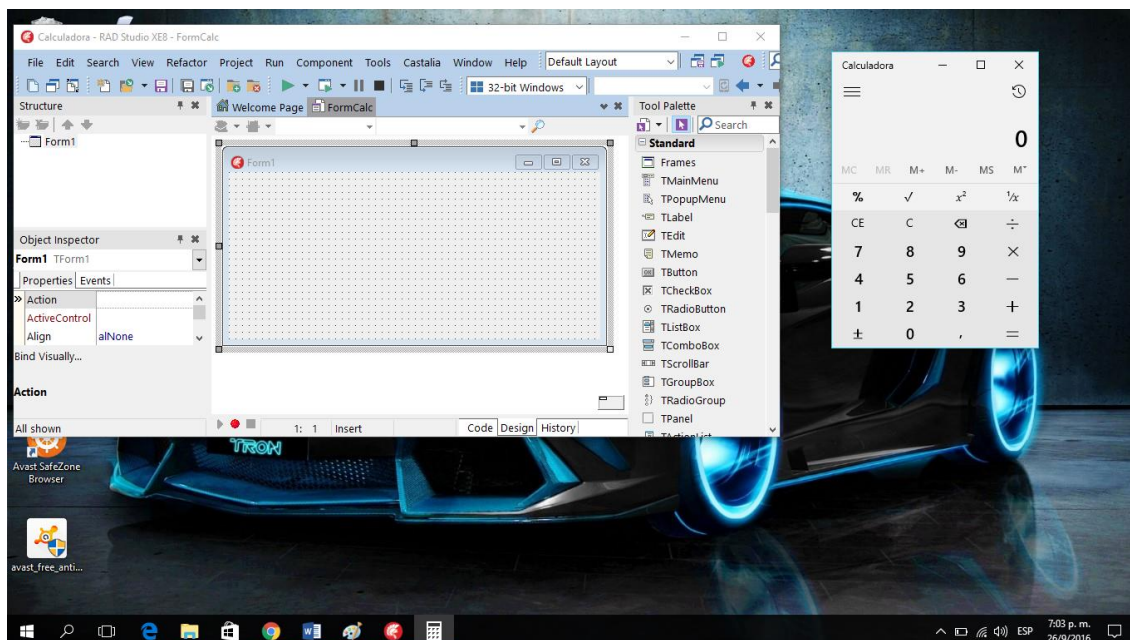 Calculadora - RAD Studio XE8 - FormCalc
File Edit Search View Refactor Project Run Component Tools Castalia Window Help Default Layout
32-bit Windows
Structure
Welcome Page FormCalc
Form1
Form1
Object Inspector
Form1 TForm1
Properties Events
Action
ActiveControl
Align alNone
Bind Visually...
Action
All shown
1: 1 Insert
Code Design History
Tool Palette
Search
Standard
Frames
TMainMenu
TPopupMenu
TLabel
TEdit
TMemo
TButton
TCheckBox
TRadioButton
TListBox
TComboBox
TScrollBar
TGroupBox
TRadioGroup
TPanel
TActionList
Calculadora
0
MC MR M+ M- MS M˅
% √ x² ¹/x
CE C ⌫ ÷
7 8 9 ×
4 5 6 −
1 2 3 +
± 0 , =
TRON
Avast SafeZone
Browser
avast_free_anti...
ESP
7:03 p. m.
26/9/2016